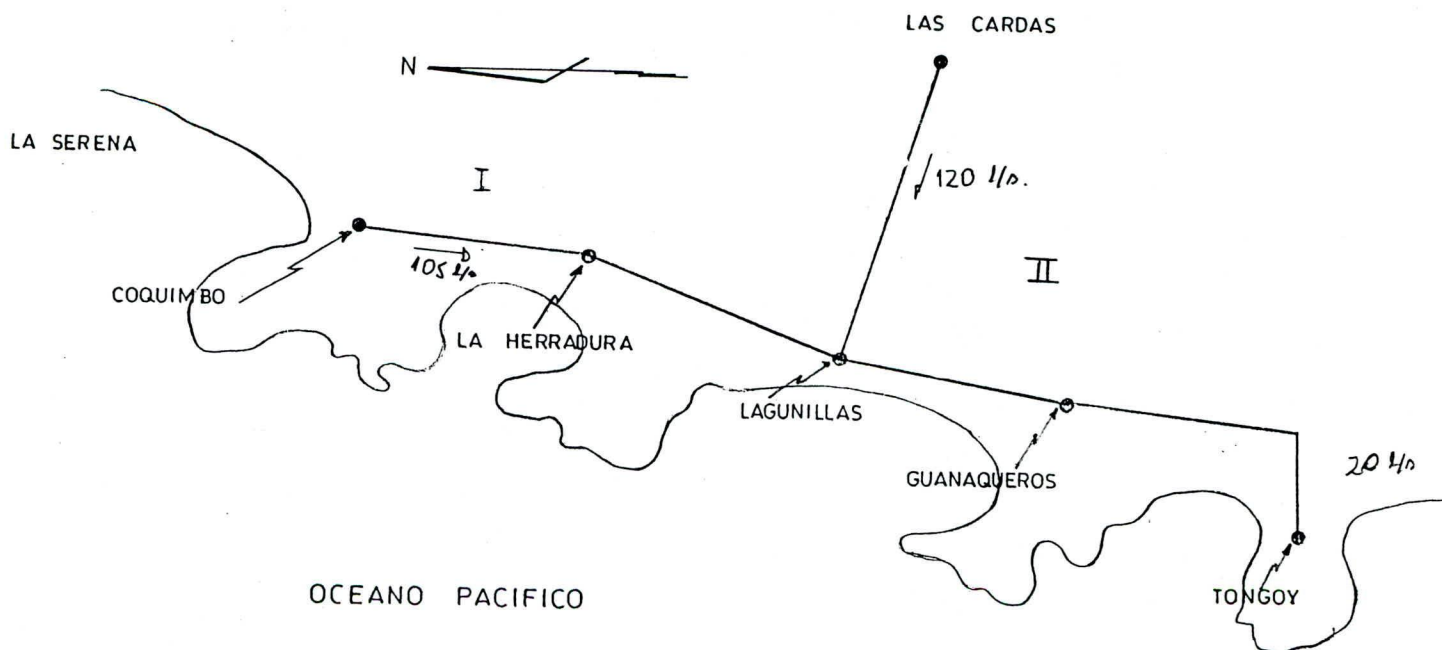 LAS CARDAS
N
LA SERENA
I
120 l/s.
II
105 l/s
COQUIMBO
LA HERRADURA
LAGUNILLAS
GUANAQUEROS
20 l/s
TONGOY
OCEANO PACIFICO